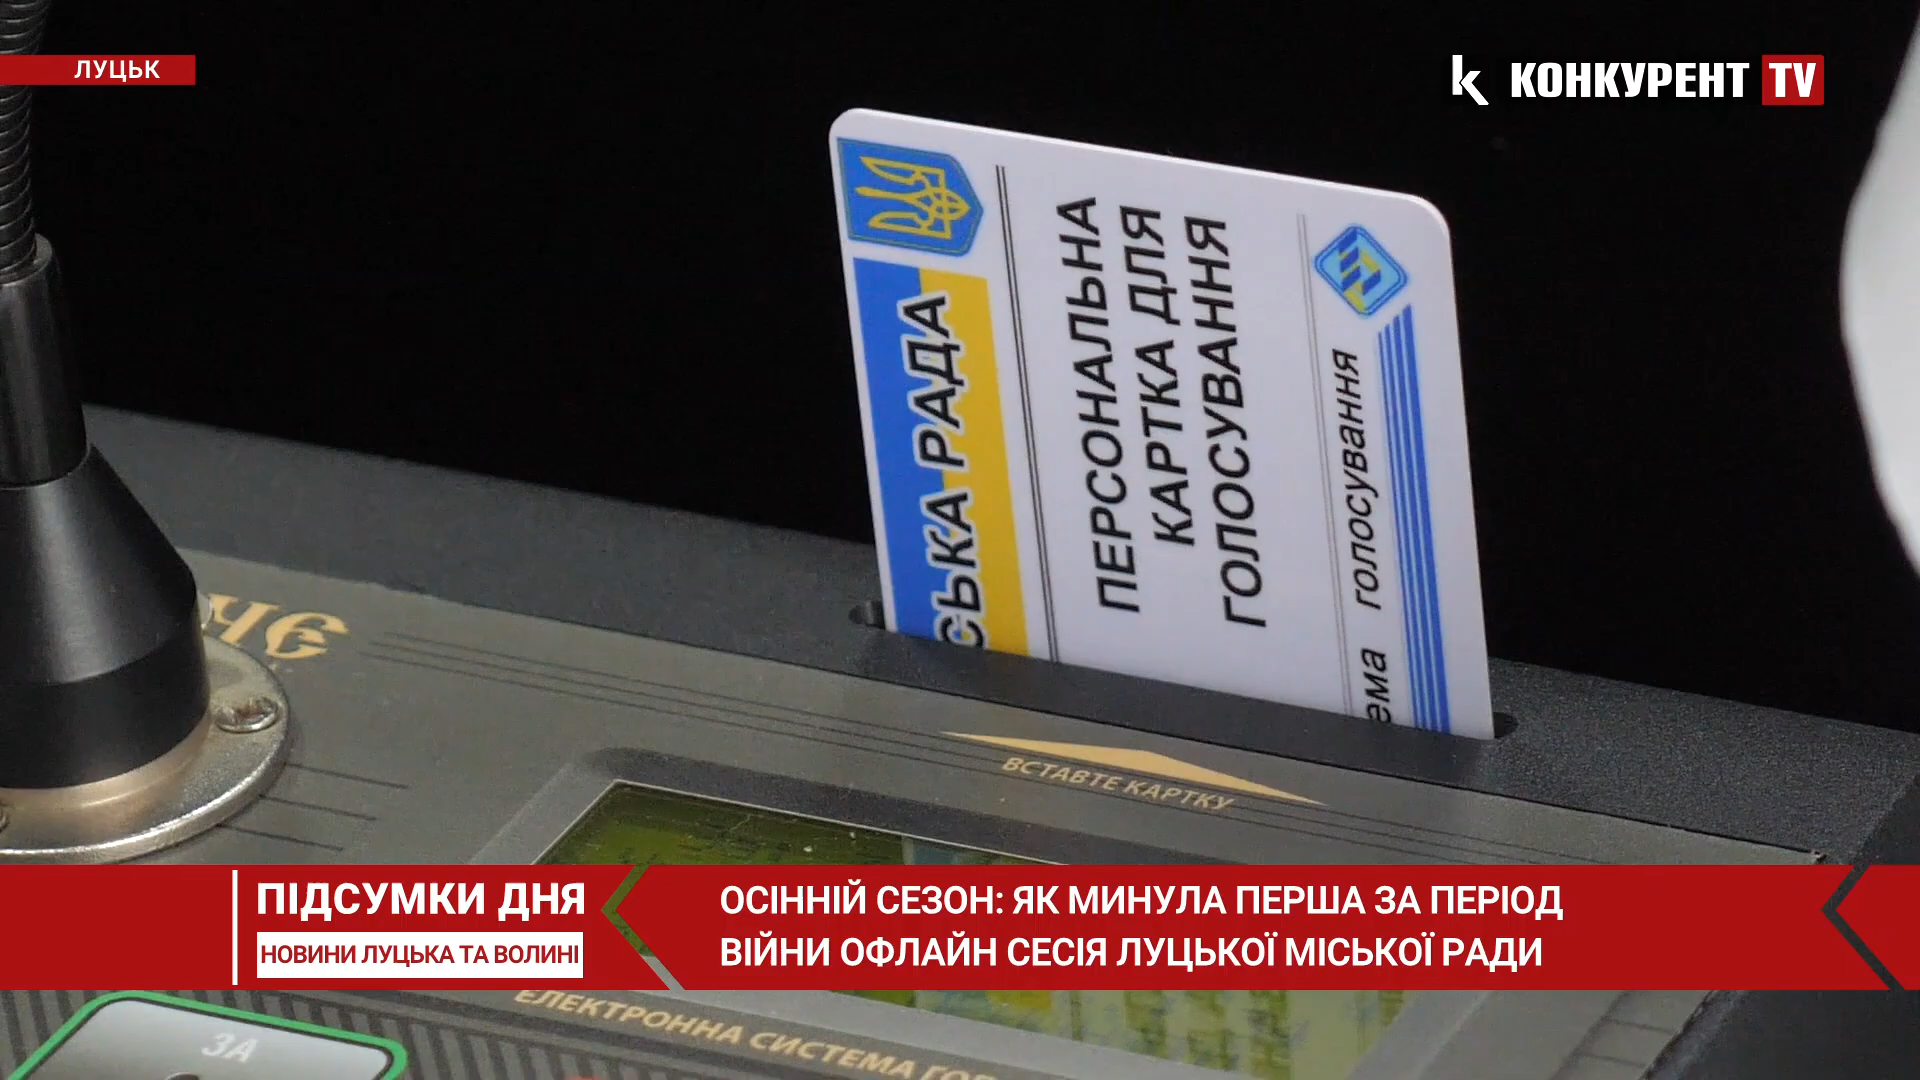 ЛУЦЬК
КОНКУРЕНТ TV
СЬКА РАДА
ПЕРСОНАЛЬНА
КАРТКА ДЛЯ
ГОЛОСУВАННЯ
ема голосування
ВСТАВТЕ КАРТКУ
ПІДСУМКИ ДНЯ
НОВИНИ ЛУЦЬКА ТА ВОЛИНІ
ОСІННІЙ СЕЗОН: ЯК МИНУЛА ПЕРША ЗА ПЕРІОД
ВІЙНИ ОФЛАЙН СЕСІЯ ЛУЦЬКОЇ МІСЬКОЇ РАДИ
ЕЛЕКТРОННА СИСТЕМА ГОЛ
ЗА